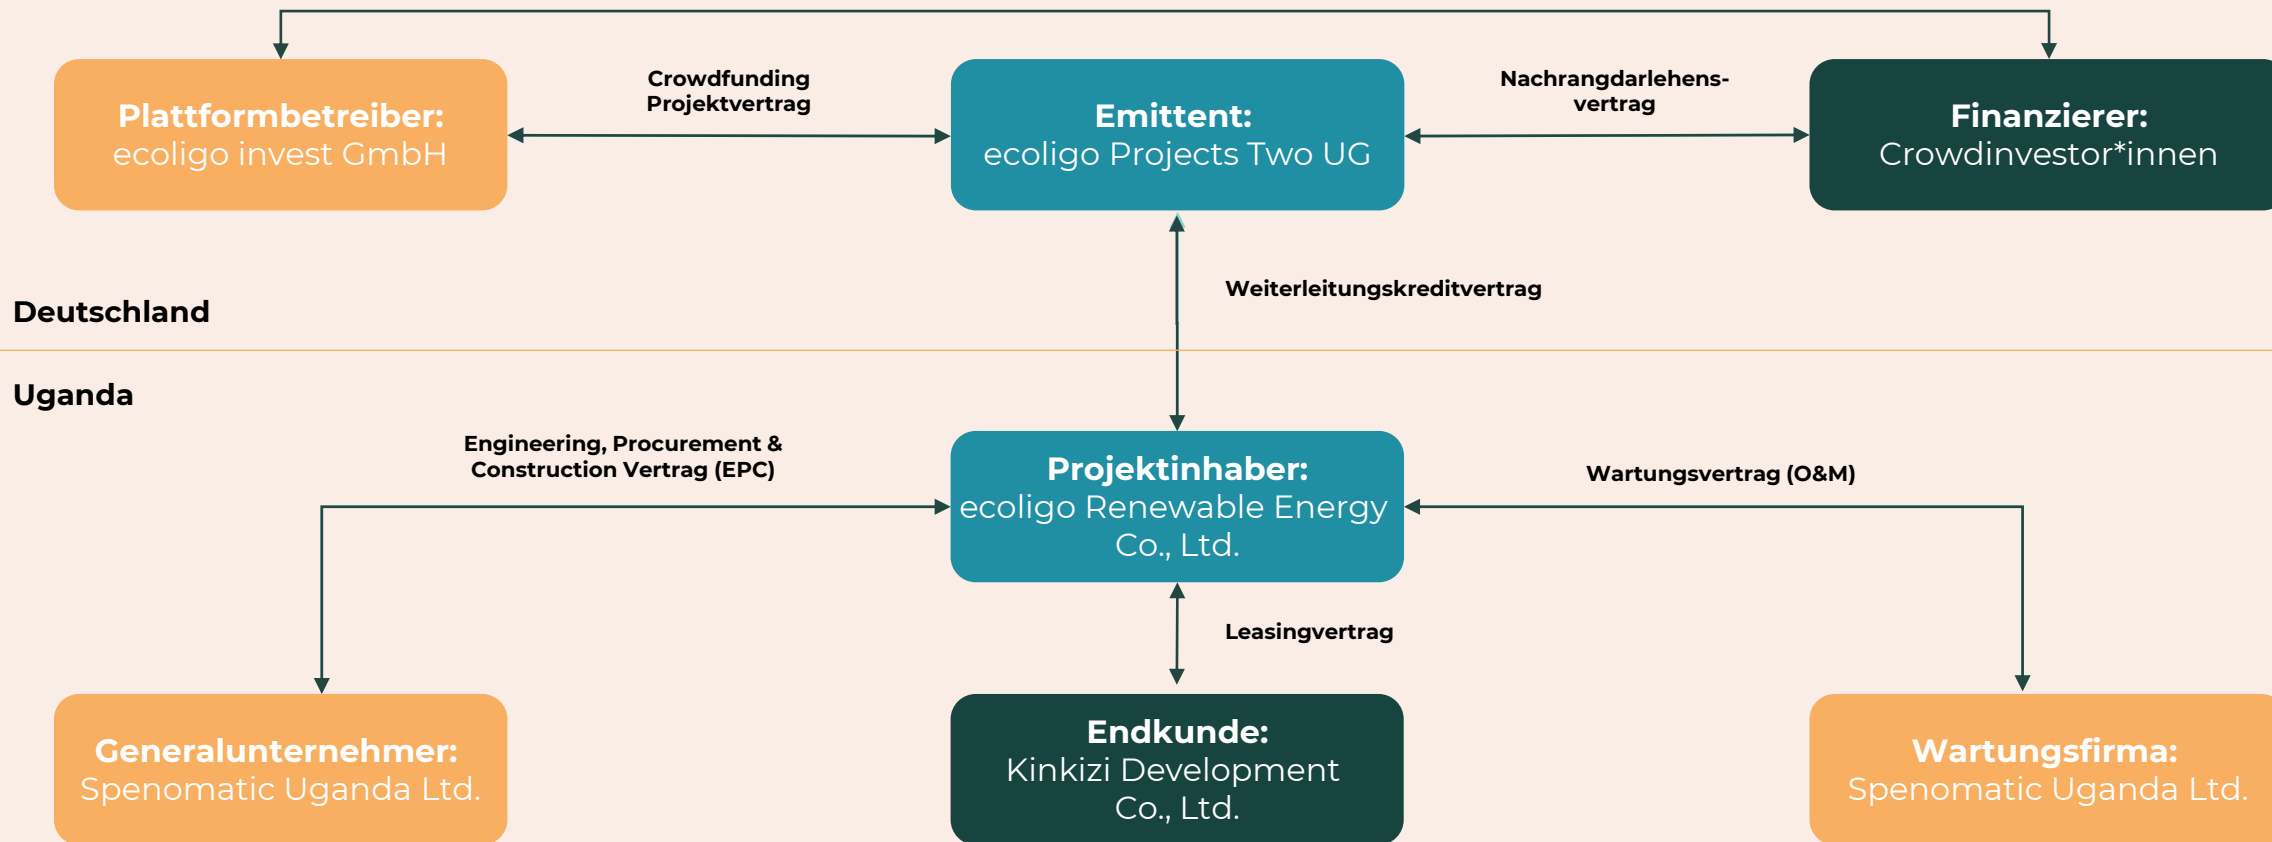 Plattformbetreiber:
ecoligo invest GmbH
Crowdfunding
Projektvertrag
Emittent:
ecoligo Projects Two UG
Nachrangdarlehens-
vertrag
Finanzierer:
Crowdinvestor*innen
Weiterleitungskreditvertrag
Deutschland
Uganda
Engineering, Procurement &
Construction Vertrag (EPC)
Projektinhaber:
ecoligo Renewable Energy
Co., Ltd.
Wartungsvertrag (O&M)
Leasingvertrag
Generalunternehmer:
Spenomatic Uganda Ltd.
Endkunde:
Kinkizi Development
Co., Ltd.
Wartungsfirma:
Spenomatic Uganda Ltd.